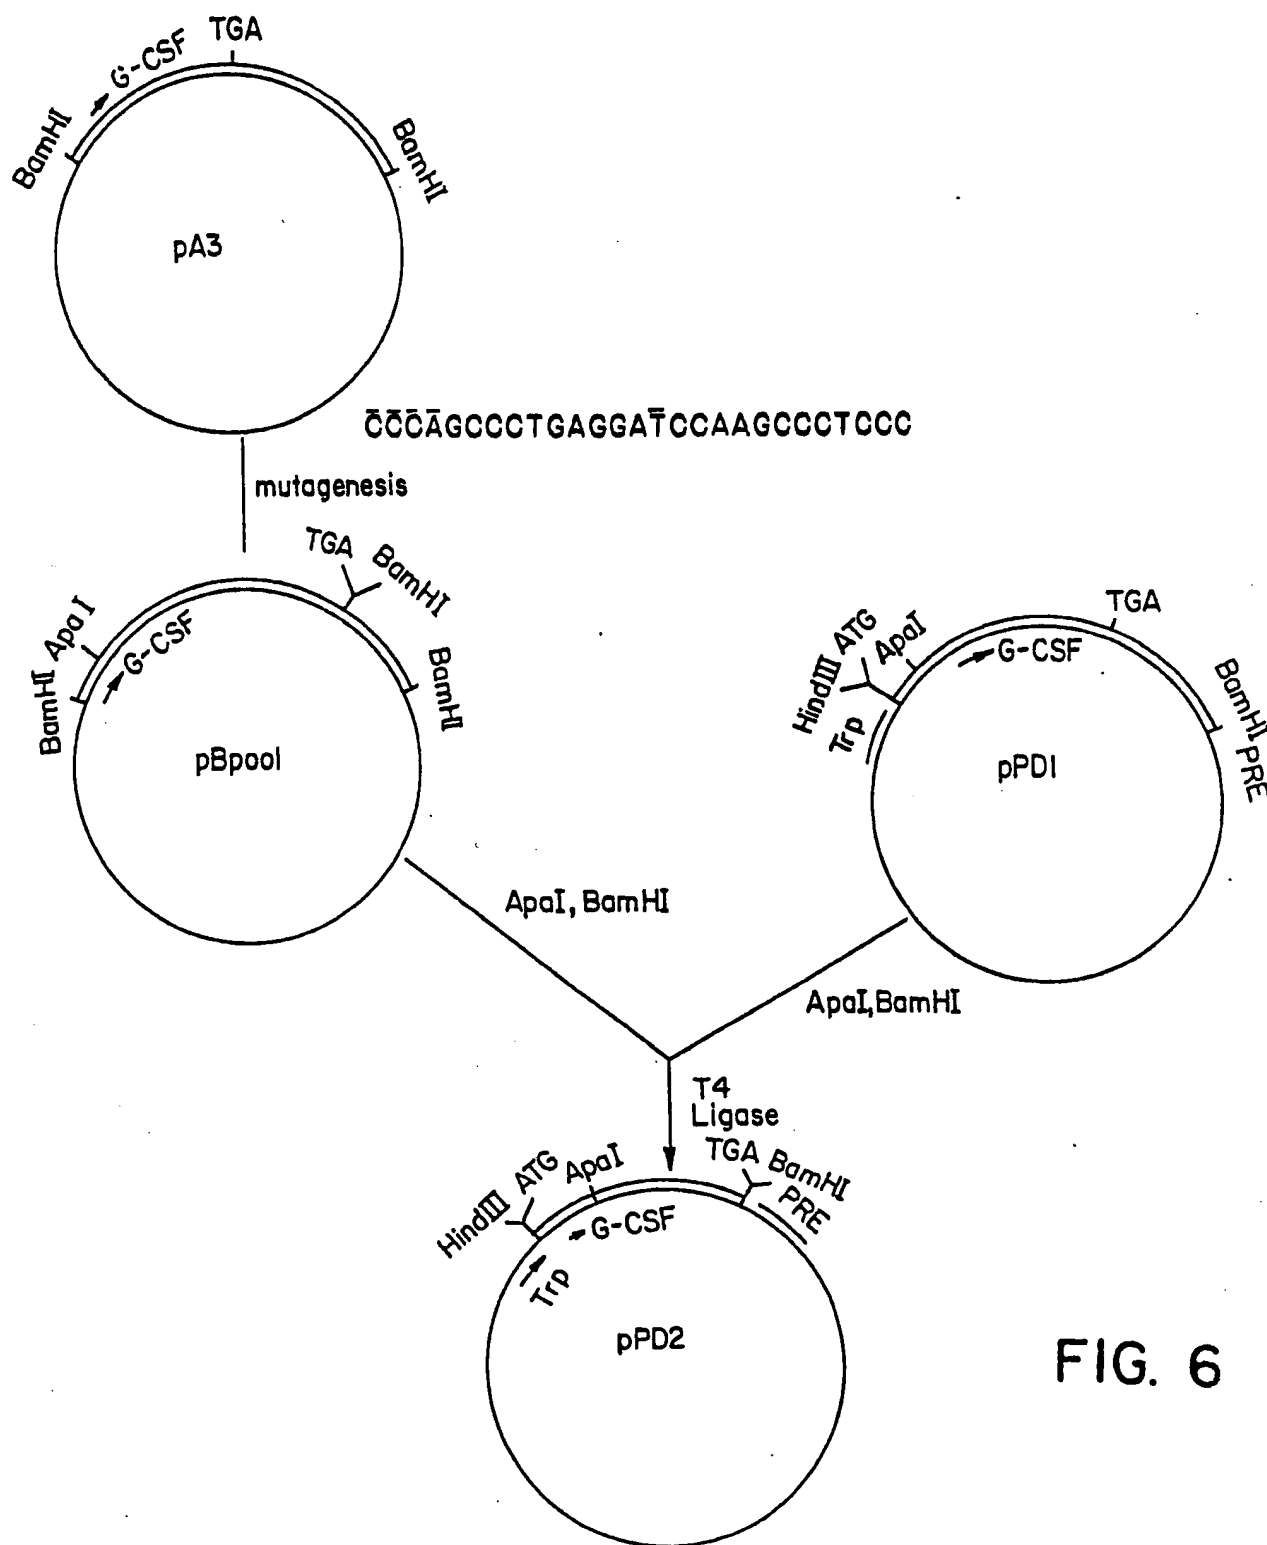 TGA
G-CSF
BamHI
BamHI
pA3
CCCAGCCCTGAGGATCCAAGCCCTCCC
mutagenesis
TGA
BamHI
ApaI
G-CSF
BamHI
BamHI
pBpool
TGA
ATG
ApaI
HindIII
G-CSF
Trp
BamHI
PRE
pPD1
ApaI, BamHI
ApaI, BamHI
T4
Ligase
TGA
BamHI
ApaI
ATG
HindIII
PRE
G-CSF
Trp
pPD2
FIG. 6